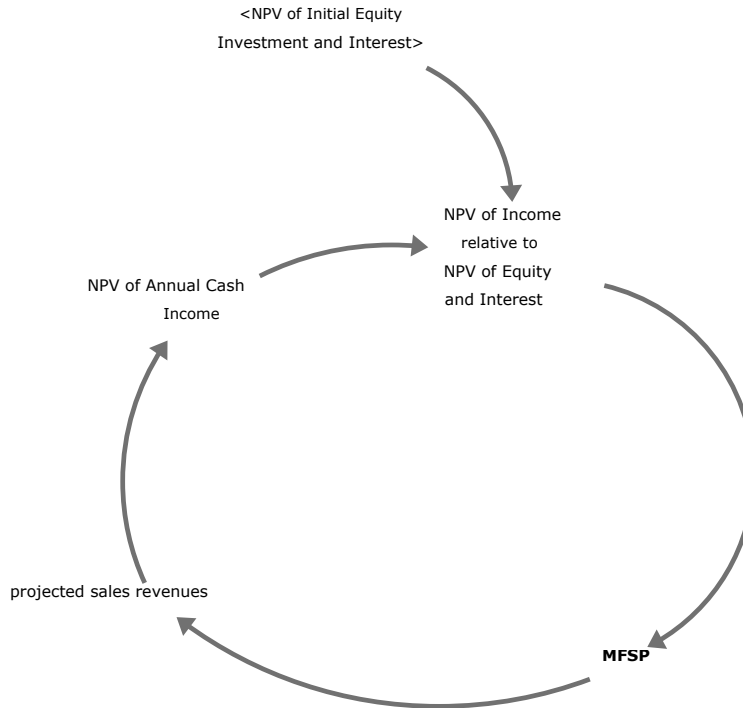 <NPV of Initial Equity
Investment and Interest>
NPV of Income
relative to
NPV of Equity
and Interest
NPV of Annual Cash
Income
projected sales revenues
MFSP